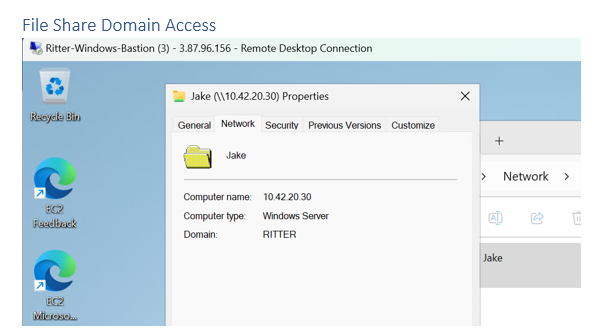 File Share Domain Access
Ritter-Windows-Bastion (3) - 3.87.96.156 - Remote Desktop Connection
Recycle Bin
Jake (\\10.42.20.30) Properties
General Network Security Previous Versions Customize
Jake
Network
Computer name: 10.42.20.30
Computer type: Windows Server
Domain: RITTER
Jake
EC2
Feedback
EC2
Microso...